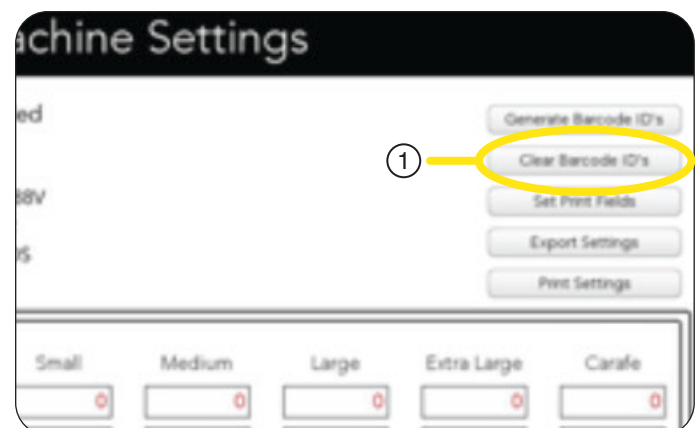 achine Settings
ed
Generate Barcode ID's
1
Clear Barcode ID's
88V
Set Print Fields
Export Settings
Print Settings
Small Medium Large Extra Large Carafe
0 0 0 0 0